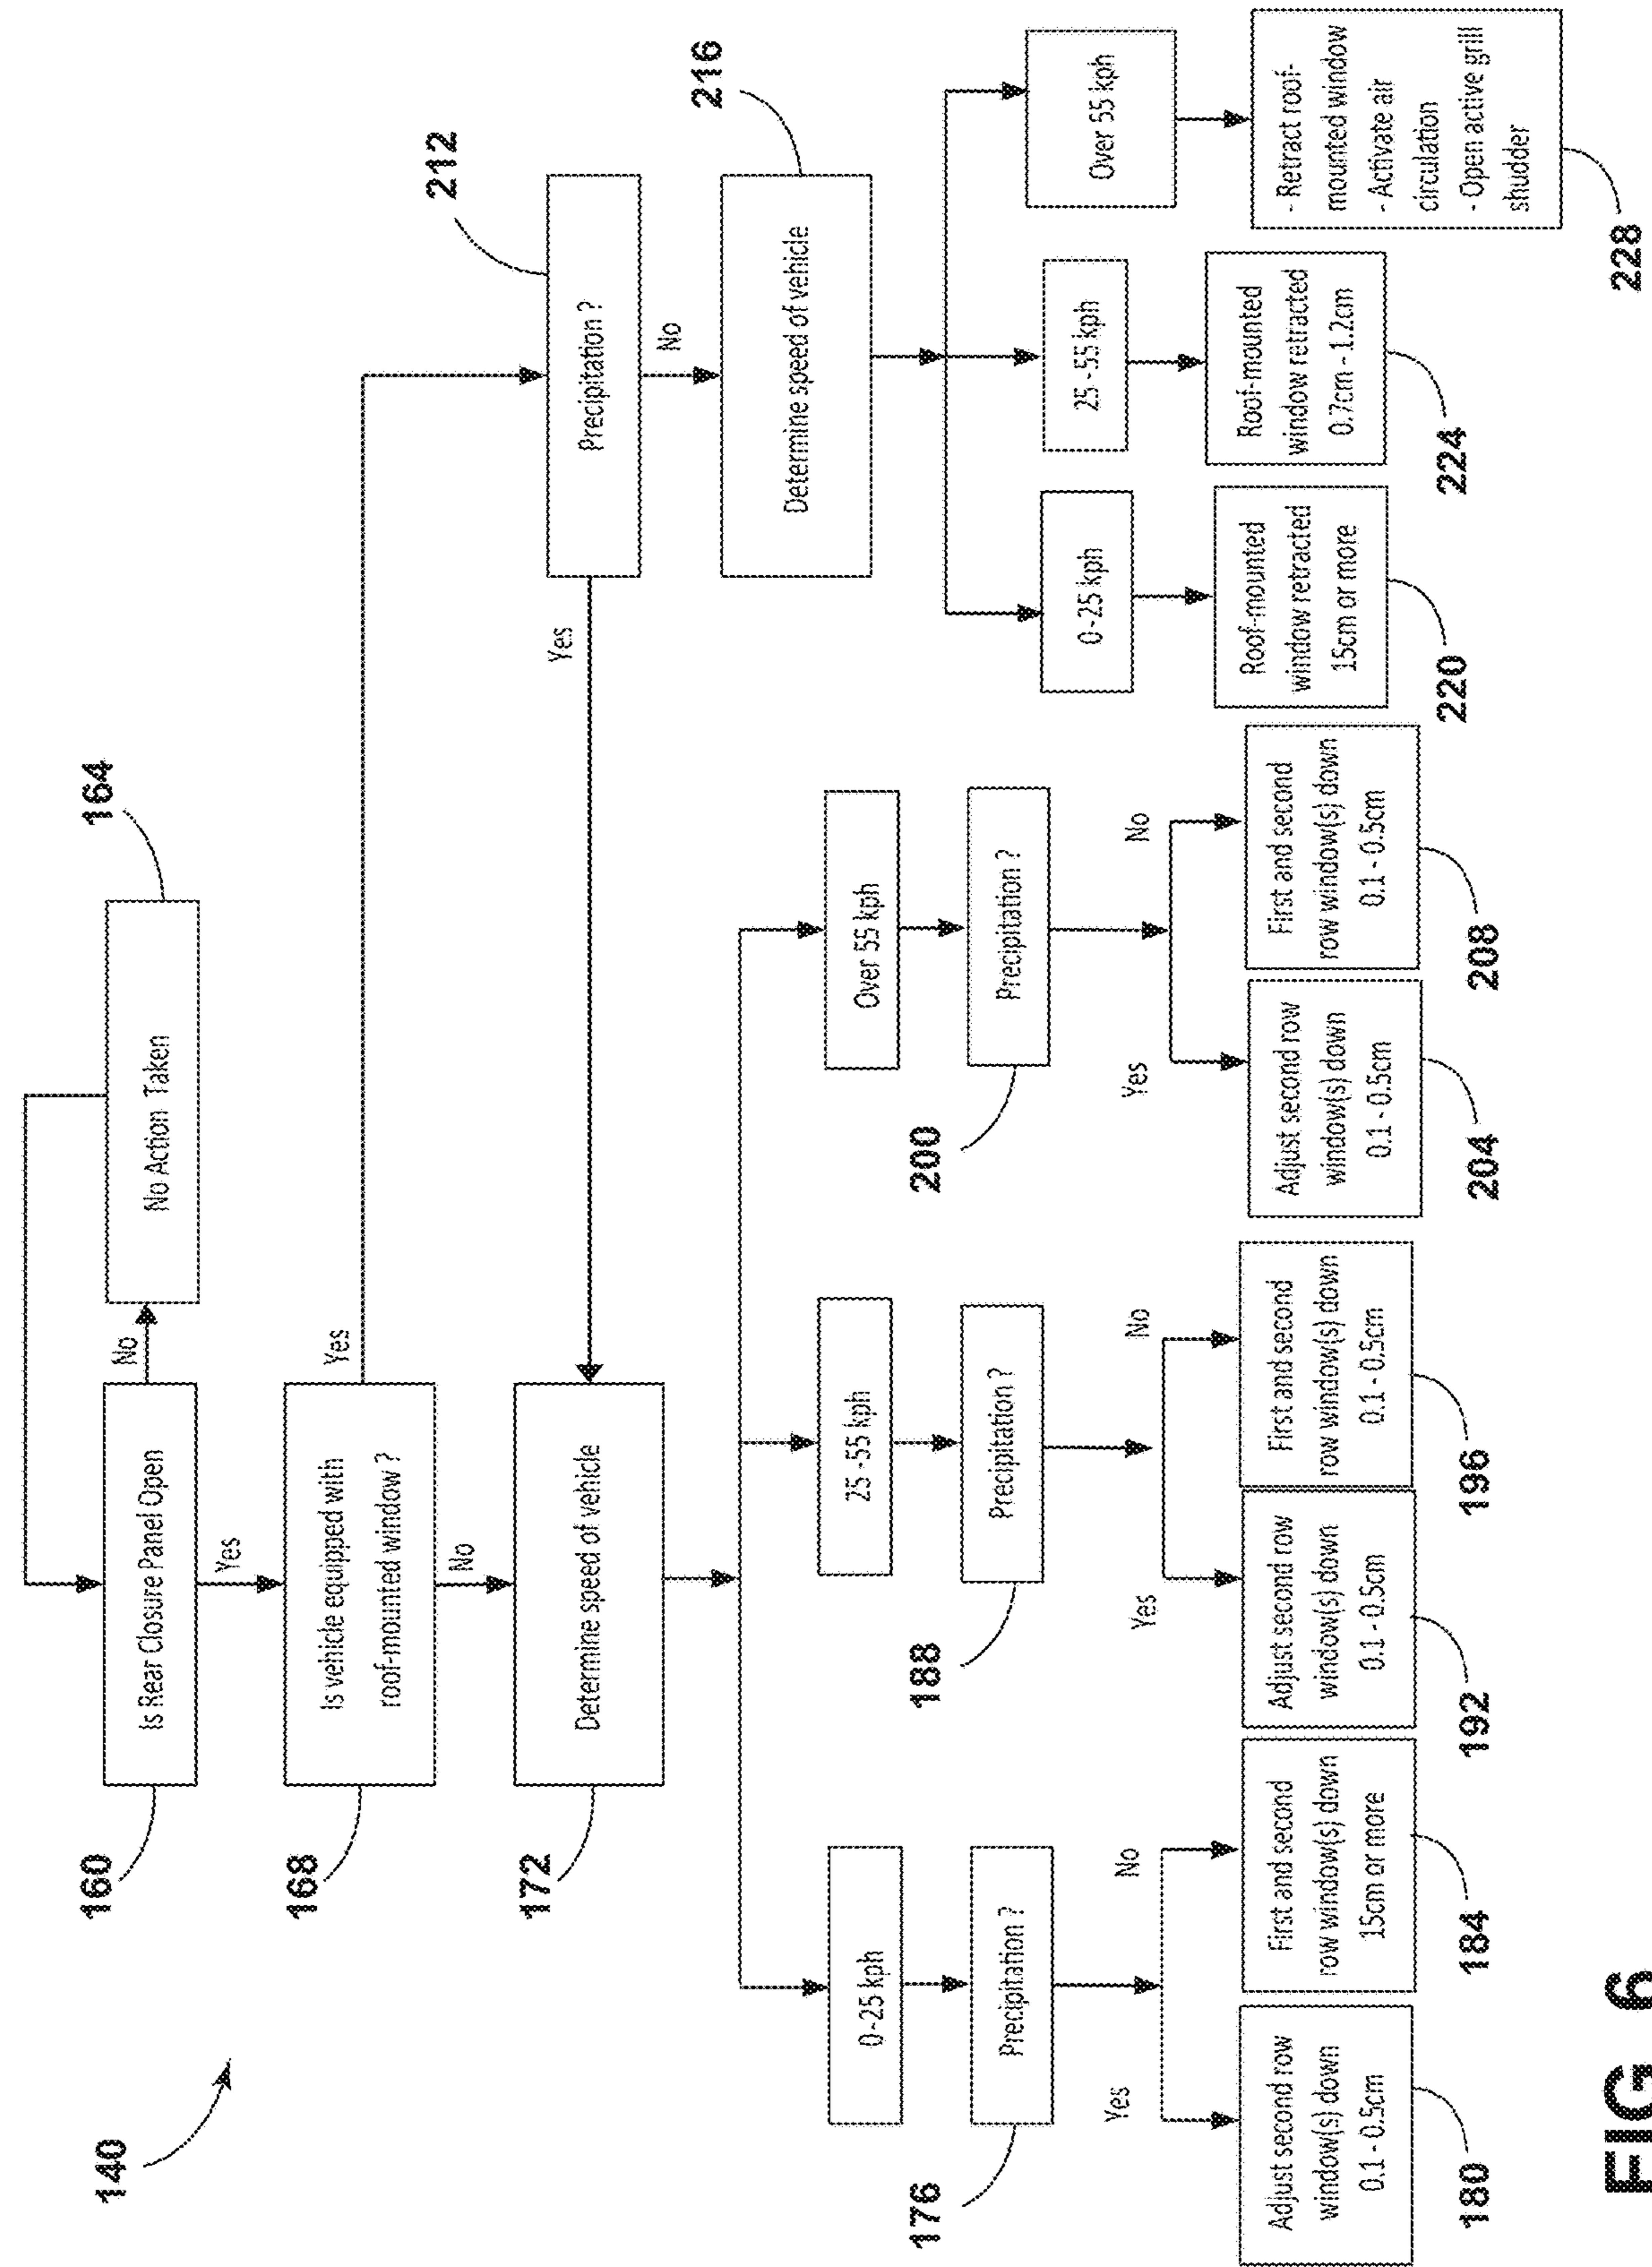 140
160
Is Rear Closure Panel Open
No
No Action Taken
164
Yes
168
Is vehicle equipped with
roof-mounted window ?
Yes
No
172
Determine speed of vehicle
212
Precipitation ?
Yes
No
216
Determine speed of vehicle
0-25 kph
25 -55 kph
Over 55 kph
0-25 kph
25 -55 kph
Over 55 kph
176
Precipitation ?
188
Precipitation ?
200
Precipitation ?
Yes
No
Yes
No
Yes
No
Adjust second row
window(s) down
0.1 - 0.5cm
180
First and second
row window(s) down
15cm or more
184
Adjust second row
window(s) down
0.1 - 0.5cm
192
First and second
row window(s) down
0.1 - 0.5cm
196
Adjust second row
window(s) down
0.1 - 0.5cm
204
First and second
row window(s) down
0.1 - 0.5cm
208
Roof-mounted
window retracted
15cm or more
220
Roof-mounted
window retracted
0.7cm -1.2cm
224
- Retract roof-
mounted window
- Activate air
circulation
- Open active grill
shudder
228
FIG. 6